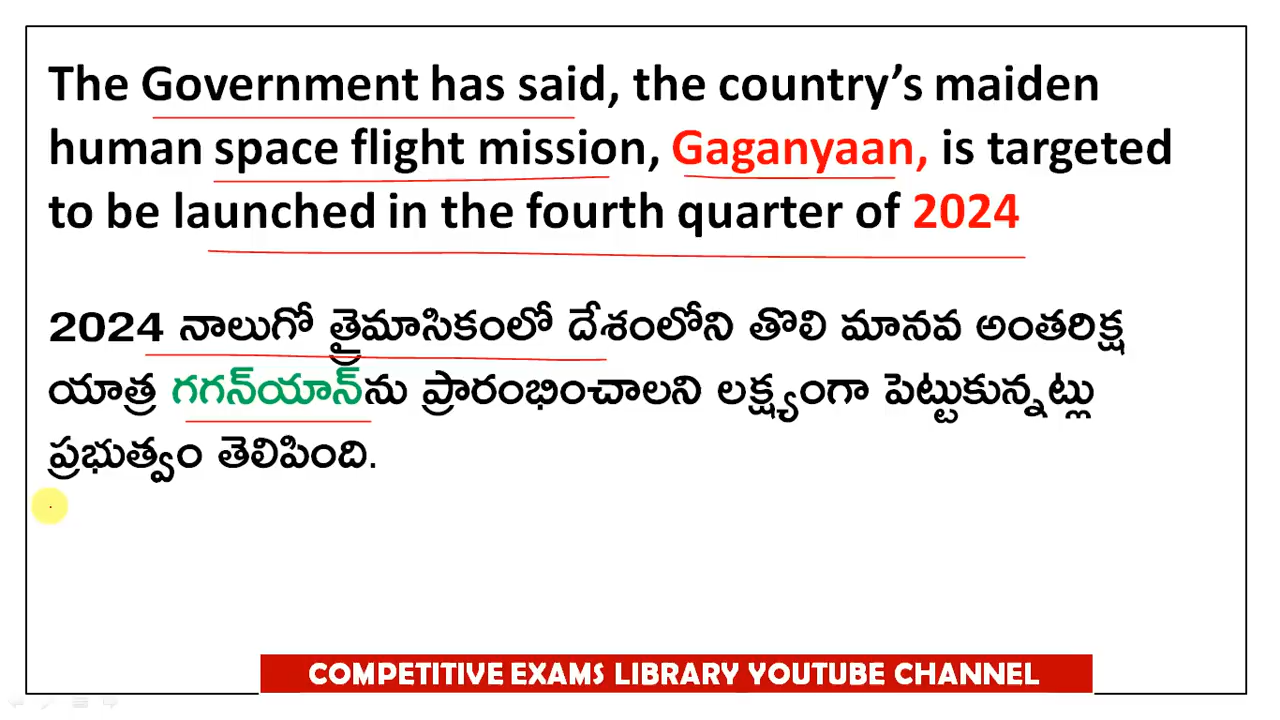 The Government has said, the country’s maiden
human space flight mission, Gaganyaan, is targeted
to be launched in the fourth quarter of 2024
2024 నాలుగో త్రైమాసికంలో దేశంలోని తొలి మానవ అంతరిక్ష
యాత్ర గగన్‌యాన్‌ను ప్రారంభించాలని లక్ష్యంగా పెట్టుకున్నట్లు
ప్రభుత్వం తెలిపింది.
COMPETITIVE EXAMS LIBRARY YOUTUBE CHANNEL